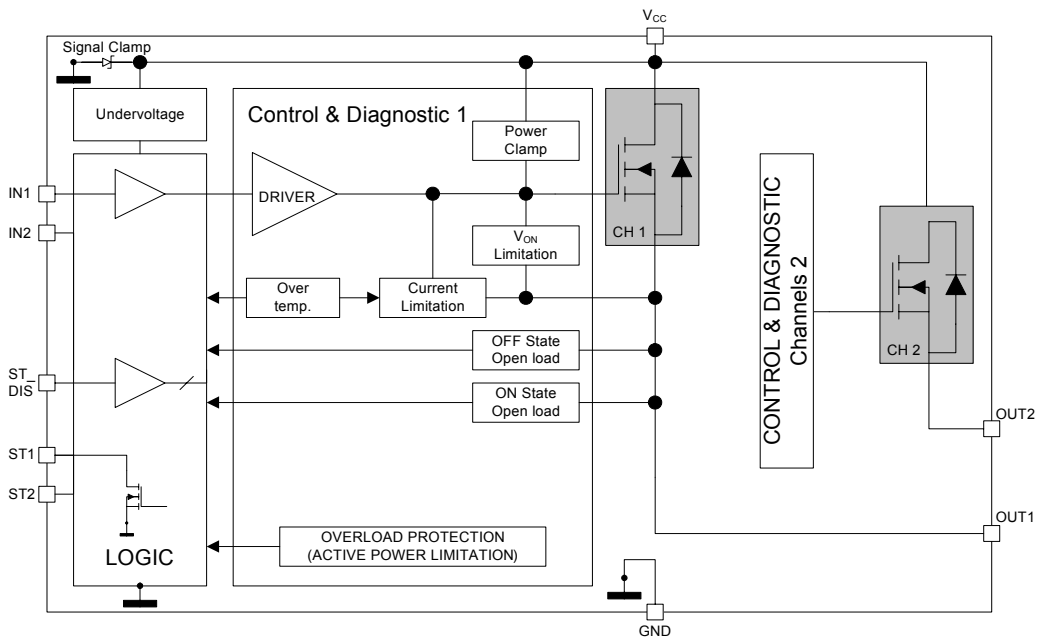 VCC
Signal Clamp
Undervoltage
Control & Diagnostic 1
Power
Clamp
IN1
DRIVER
IN2
CH 1
VON
Limitation
Over
temp.
Current
Limitation
CONTROL & DIAGNOSTIC
Channels 2
CH 2
OFF State
Open load
ST_
DIS
ON State
Open load
OUT2
ST1
ST2
OUT1
OVERLOAD PROTECTION
(ACTIVE POWER LIMITATION)
LOGIC
GND